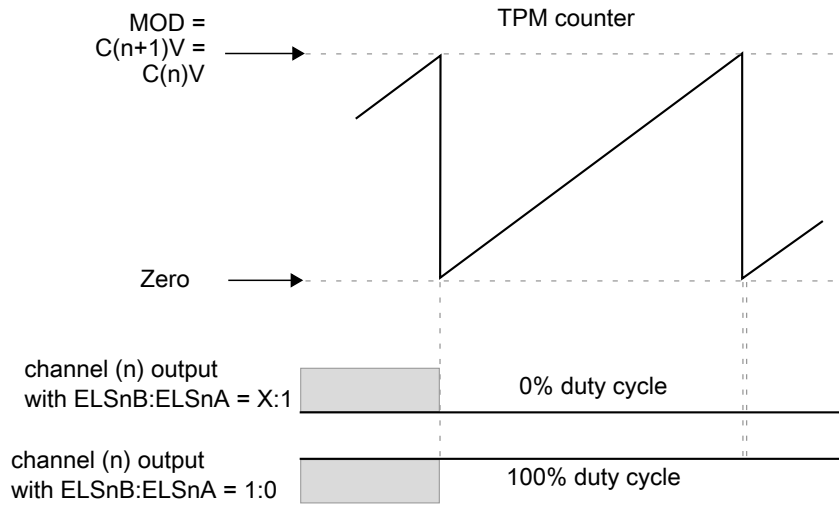 TPM counter
MOD =
C(n+1)V =
C(n)V
Zero
channel (n) output
with ELSnB:ELSnA = X:1
0% duty cycle
channel (n) output
with ELSnB:ELSnA = 1:0
100% duty cycle